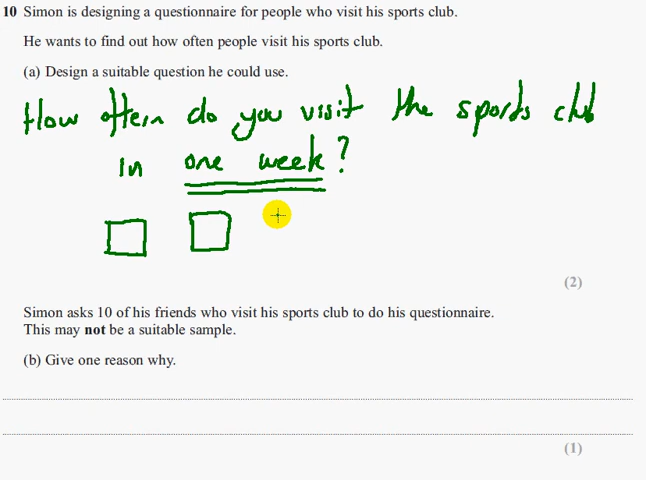 10 Simon is designing a questionnaire for people who visit his sports club.
He wants to find out how often people visit his sports club.
(a) Design a suitable question he could use.
How often do you visit the sports club
in one week?
(2)
Simon asks 10 of his friends who visit his sports club to do his questionnaire.
This may not be a suitable sample.
(b) Give one reason why.
(1)